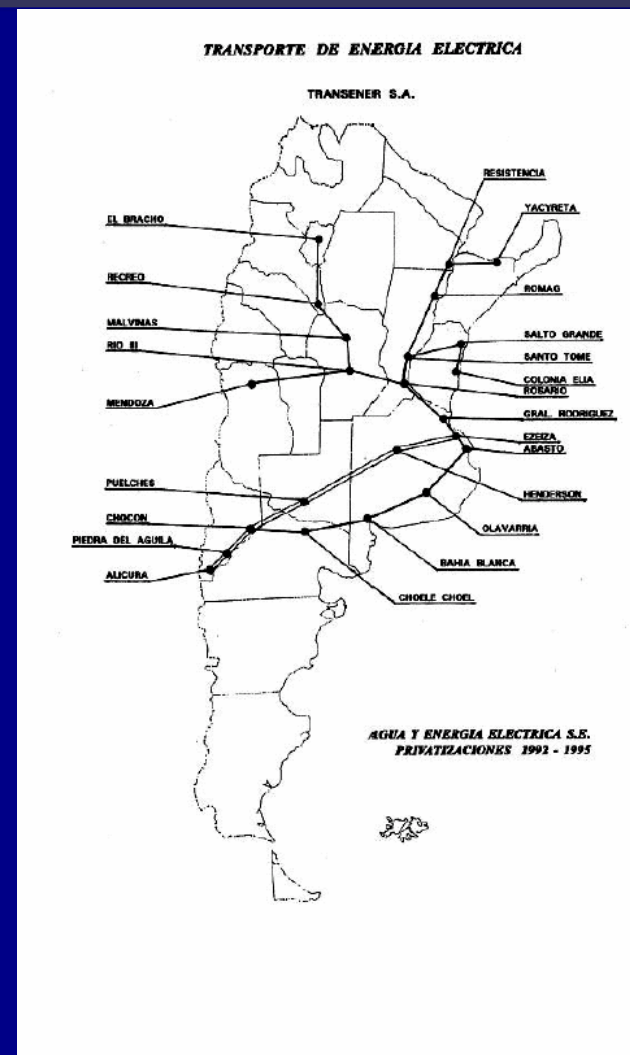 TRANSPORTE DE ENERGIA ELECTRICA
TRANSENER S.A.
RESISTENCIA
YACYRETA
EL BRACHO
RECREO
ROMAG
MALVINAS
SALTO GRANDE
RIO III
SANTO TOME
COLONIA ELIA
ROSARIO
MENDOZA
GRAL. RODRIGUEZ
EZEIZA
ABASTO
PUELCHES
HENDERSON
CHOCON
OLAVARRIA
PIEDRA DEL AGUILA
BAHIA BLANCA
ALICURA
CHOELE CHOEL
AGUA Y ENERGIA ELECTRICA S.E.
PRIVATIZACIONES 1992 - 1995